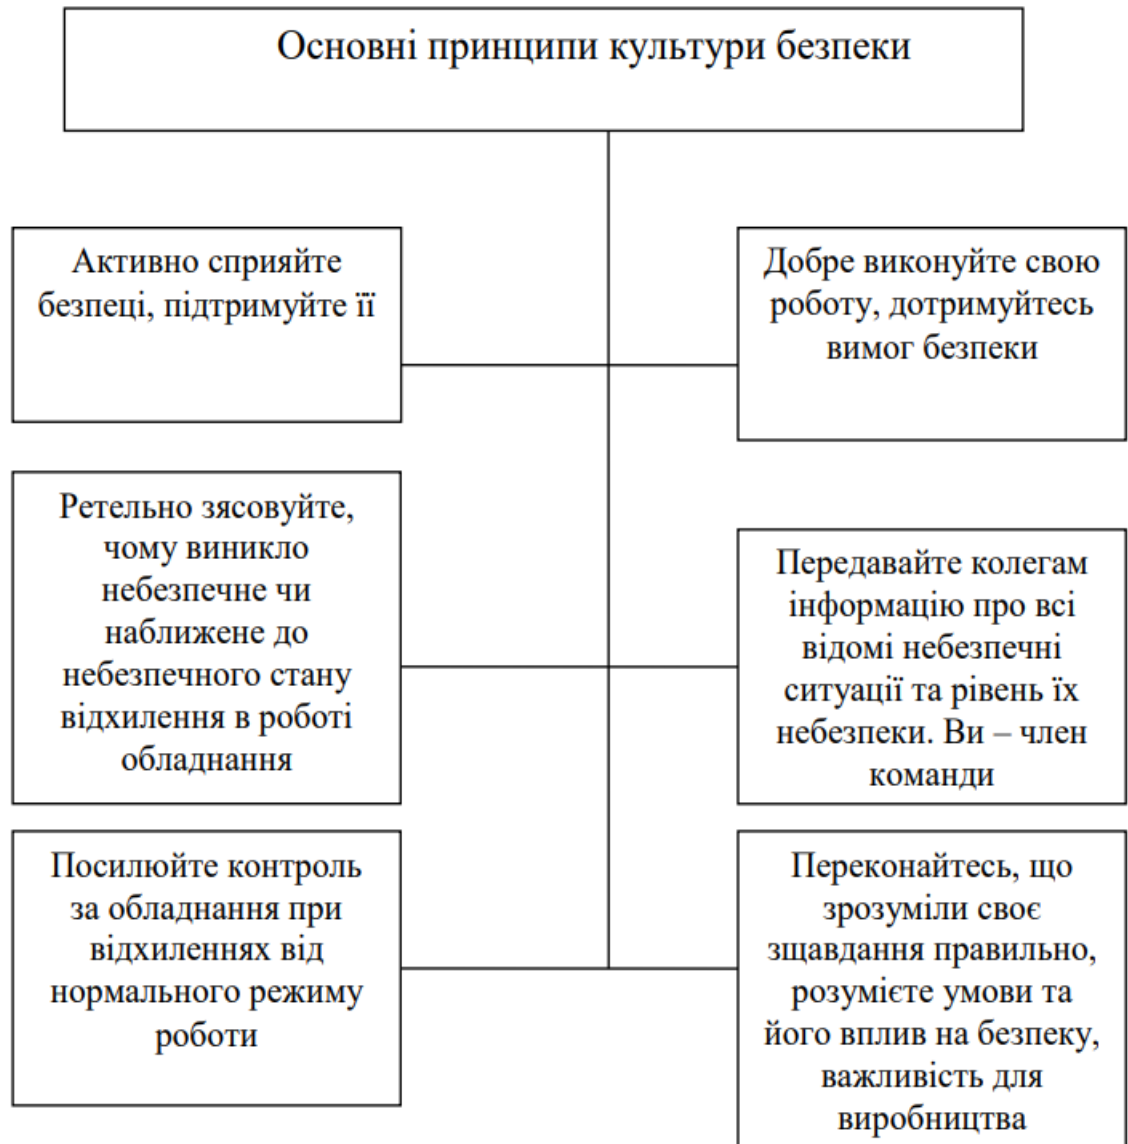 Основні принципи культури безпеки
Активно сприяйте
безпеці, підтримуйте її
Добре виконуйте свою
роботу, дотримуйтесь
вимог безпеки
Ретельно зясовуйте,
чому виникло
небезпечне чи
наближене до
небезпечного стану
відхилення в роботі
обладнання
Передавайте колегам
інформацію про всі
відомі небезпечні
ситуації та рівень їх
небезпеки. Ви – член
команди
Посилюйте контроль
за обладнання при
відхиленнях від
нормального режиму
роботи
Переконайтесь, що
зрозуміли своє
зщавдання правильно,
розумієте умови та
його вплив на безпеку,
важливість для
виробництва